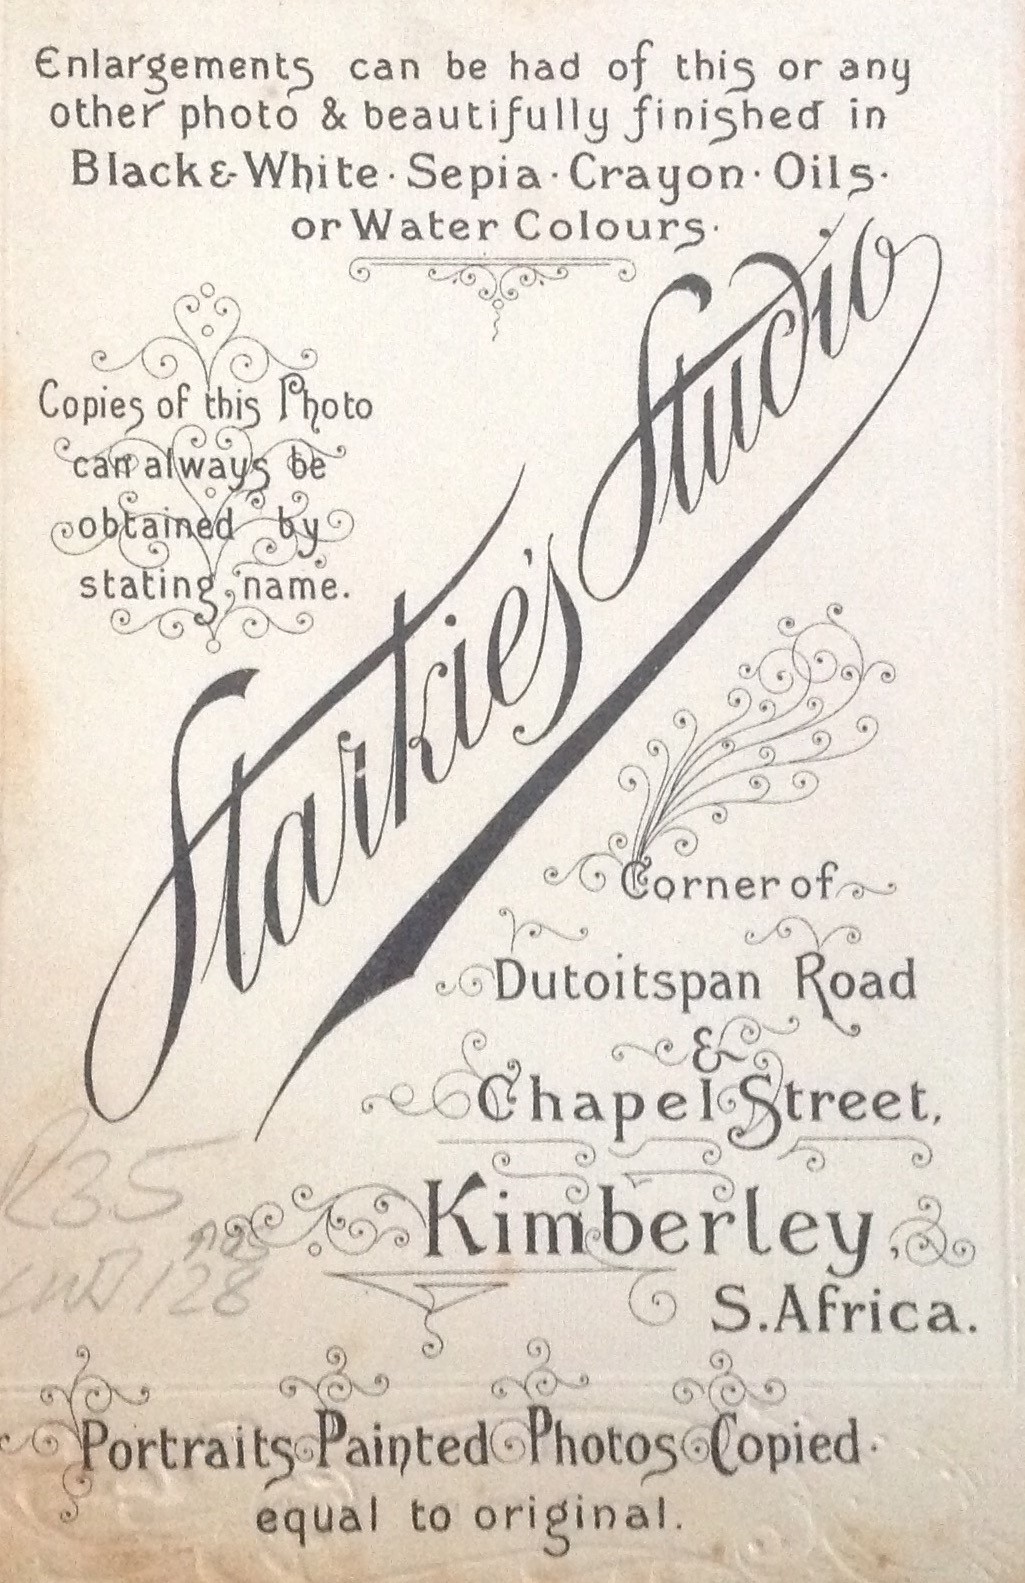 Enlargements can be had of this or any
other photo & beautifully finished in
Black & White · Sepia · Crayon · Oils ·
or Water Colours ·
Copies of this Photo
can always be
obtained by
stating name.
Starkie's Studio
Corner of
Dutoitspan Road
&
Chapel Street,
Kimberley,
S. Africa.
R35
128
Portraits Painted Photos Copied ·
equal to original.